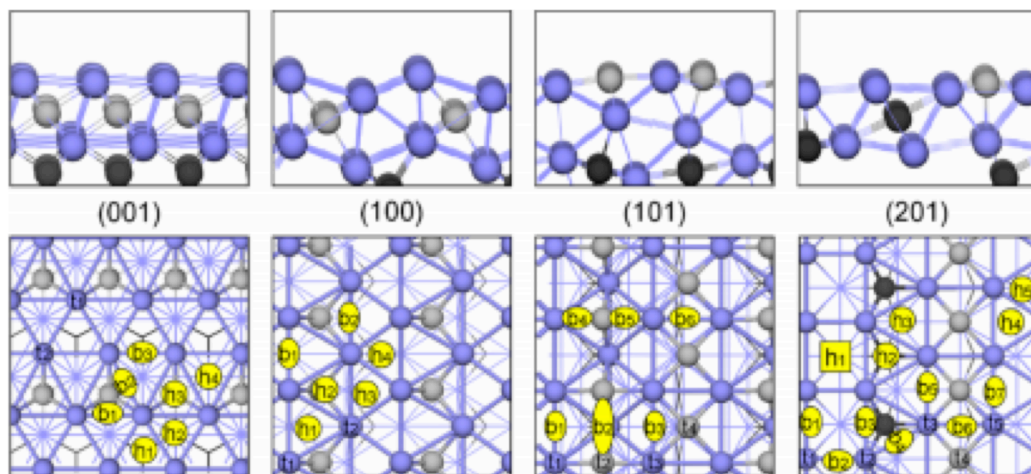 (001) (100) (101) (201)
t1
t2 b3 h4
b2 h3
b1 h2
h1
b2
b1 h4
h2 h3
h1 t2
t1
b4 b5 b6
b1 b2 b3 t4
t1 t2 t3
h5
h3 h4
h1 h2
b5 b7
b1 b3 t3 b6 t5
t1 b2 t4